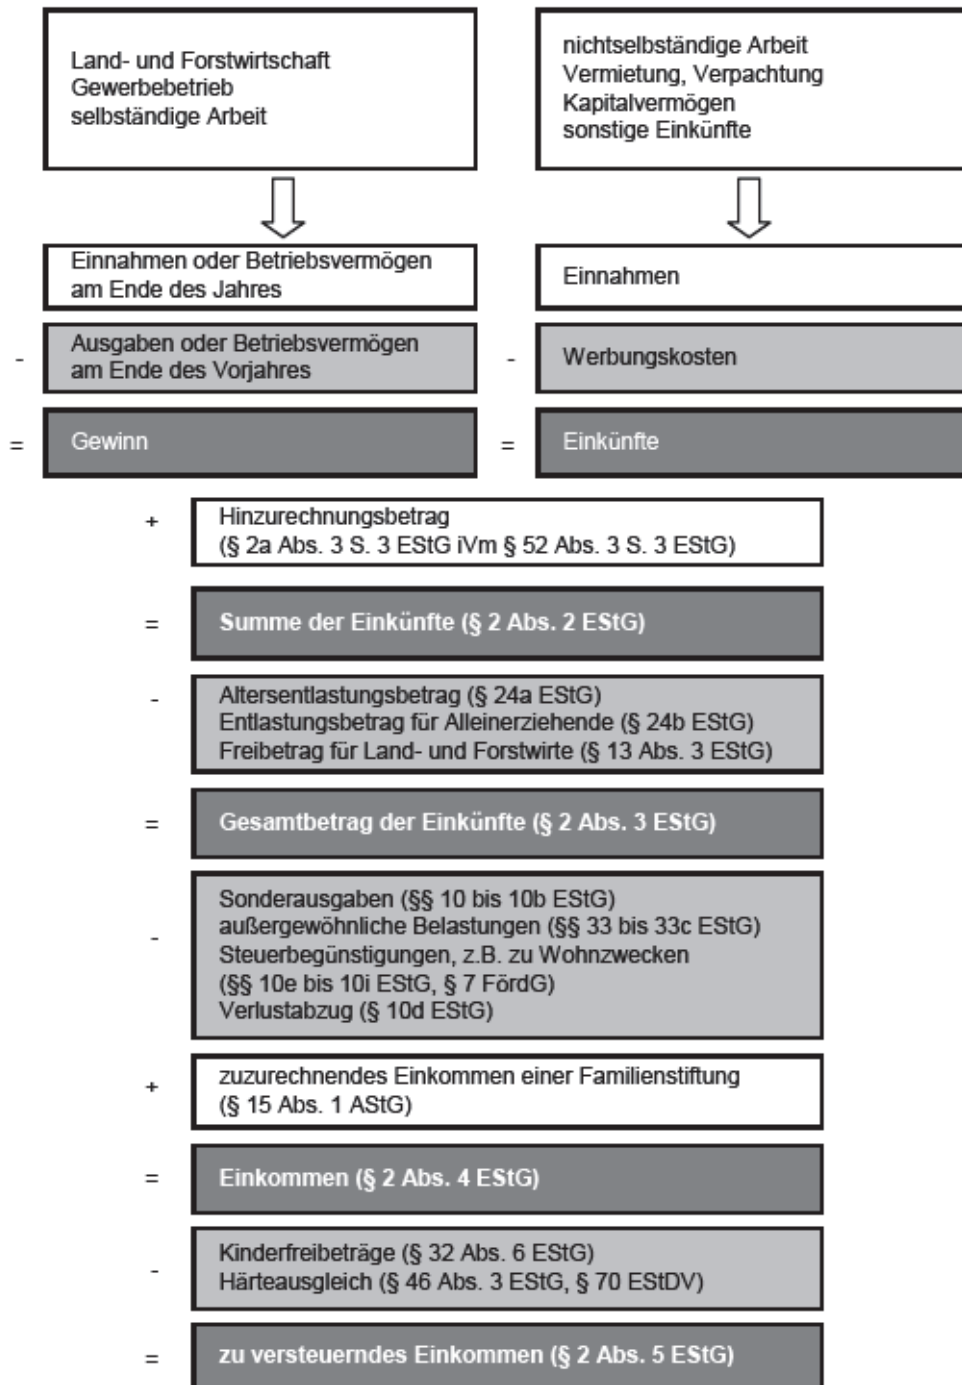 Land- und Forstwirtschaft
Gewerbebetrieb
selbständige Arbeit
nichtselbständige Arbeit
Vermietung, Verpachtung
Kapitalvermögen
sonstige Einkünfte
Einnahmen oder Betriebsvermögen
am Ende des Jahres
Einnahmen
- Ausgaben oder Betriebsvermögen
am Ende des Vorjahres
- Werbungskosten
= Gewinn
= Einkünfte
+ Hinzurechnungsbetrag
(§ 2a Abs. 3 S. 3 EStG iVm § 52 Abs. 3 S. 3 EStG)
= Summe der Einkünfte (§ 2 Abs. 2 EStG)
- Altersentlastungsbetrag (§ 24a EStG)
Entlastungsbetrag für Alleinerziehende (§ 24b EStG)
Freibetrag für Land- und Forstwirte (§ 13 Abs. 3 EStG)
= Gesamtbetrag der Einkünfte (§ 2 Abs. 3 EStG)
Sonderausgaben (§§ 10 bis 10b EStG)
außergewöhnliche Belastungen (§§ 33 bis 33c EStG)
- Steuerbegünstigungen, z.B. zu Wohnzwecken
(§§ 10e bis 10i EStG, § 7 FördG)
Verlustabzug (§ 10d EStG)
+ zuzurechnendes Einkommen einer Familienstiftung
(§ 15 Abs. 1 AStG)
= Einkommen (§ 2 Abs. 4 EStG)
- Kinderfreibeträge (§ 32 Abs. 6 EStG)
Härteausgleich (§ 46 Abs. 3 EStG, § 70 EStDV)
= zu versteuerndes Einkommen (§ 2 Abs. 5 EStG)